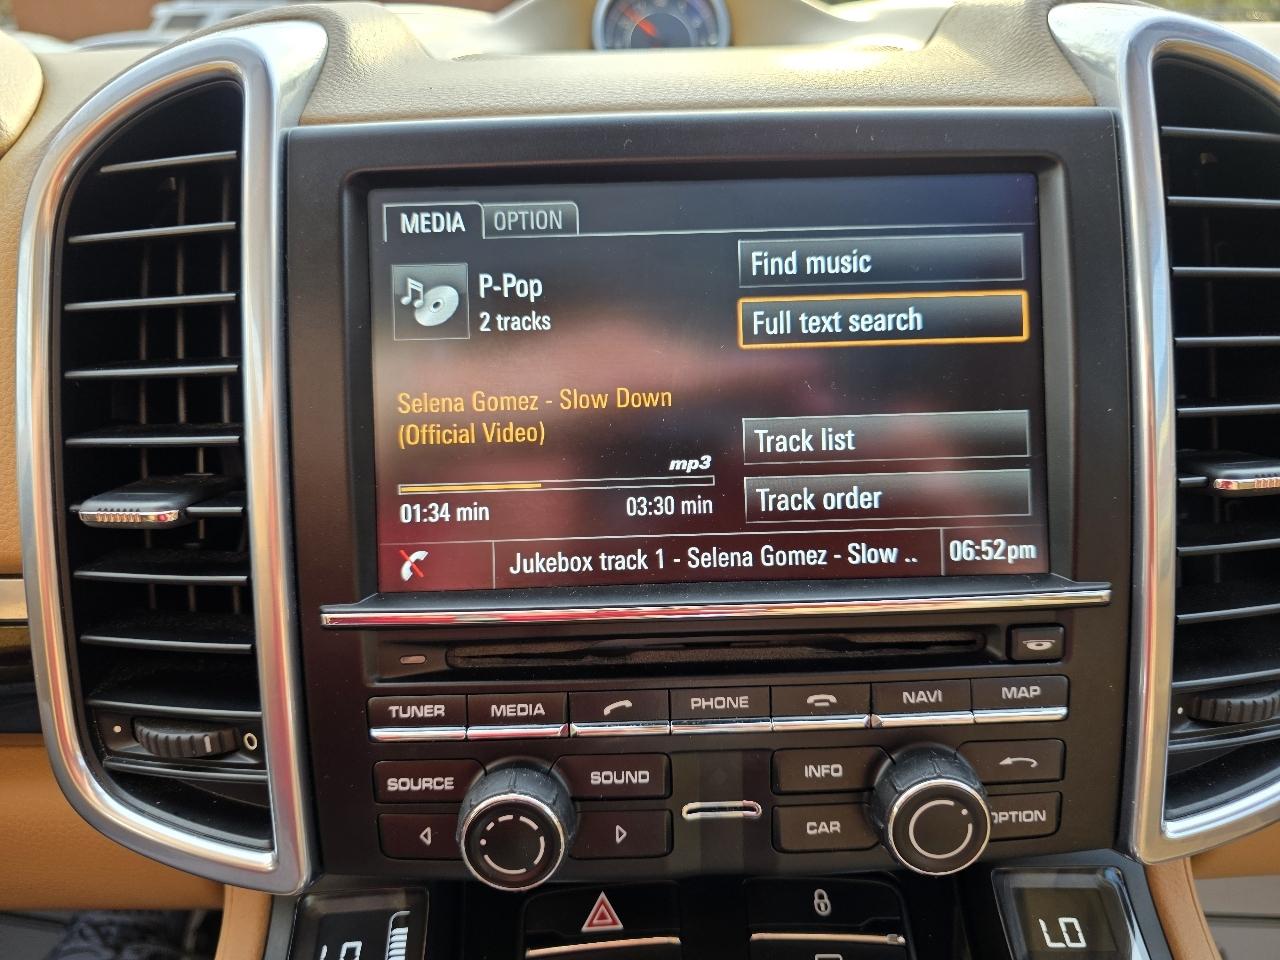 MEDIA OPTION
P-Pop
2 tracks
Find music
Full text search
Selena Gomez - Slow Down
(Official Video)
mp3
01:34 min 03:30 min
Track list
Track order
Jukebox track 1 - Selena Gomez - Slow .. 06:52pm
TUNER MEDIA PHONE NAVI MAP
SOURCE SOUND INFO
CAR OPTION
LO LO